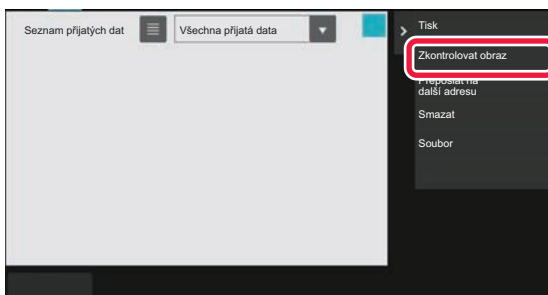 Seznam přijatých dat
Všechna přijatá data
Tisk
Zkontrolovat obraz
Přeposlat na
další adresu
Smazat
Soubor